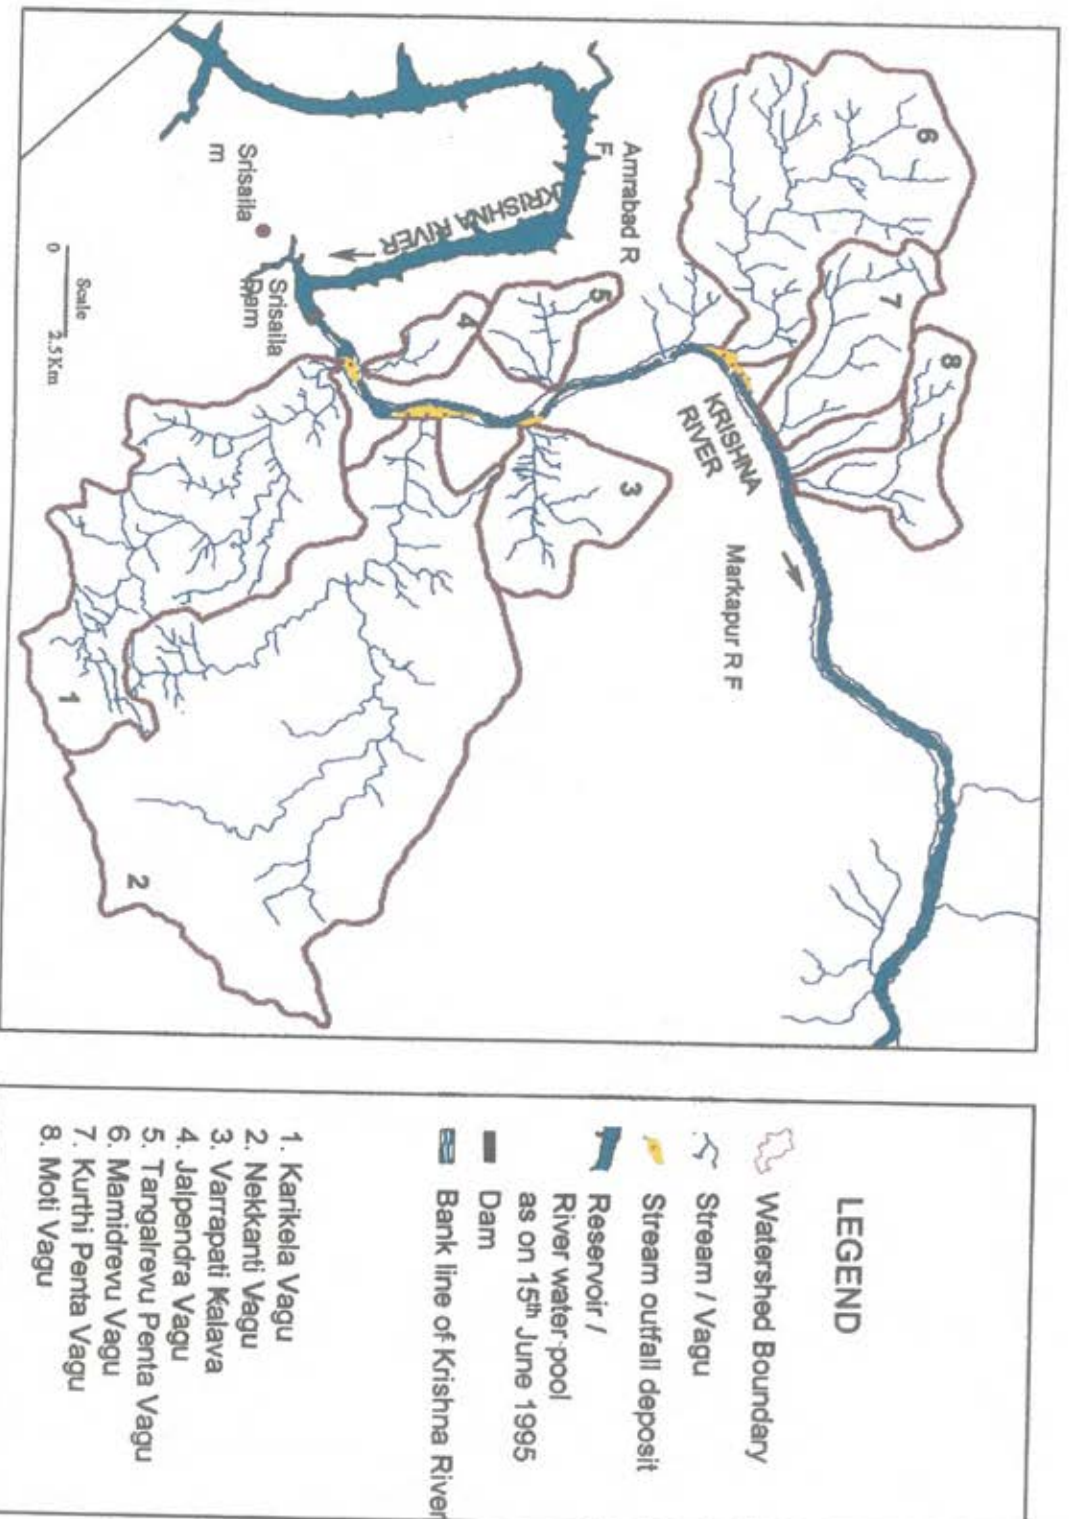 6
7
8
Amrabad R
F
KRISHNA RIVER
Srisaila
m
Srisaila
Dam
5
4
3
KRISHNA
RIVER
Markapur R F
1
2
Scale
0 2.5 Km
LEGEND
Watershed Boundary
Stream / Vagu
Stream outfall deposit
Reservoir /
River water pool
as on 15th June 1995
Dam
Bank line of Krishna River
1. Karikela Vagu
2. Nekkanti Vagu
3. Varrapati Kalava
4. Jalpendra Vagu
5. Tangalrevu Penta Vagu
6. Mamidrevu Vagu
7. Kurthi Penta Vagu
8. Moti Vagu